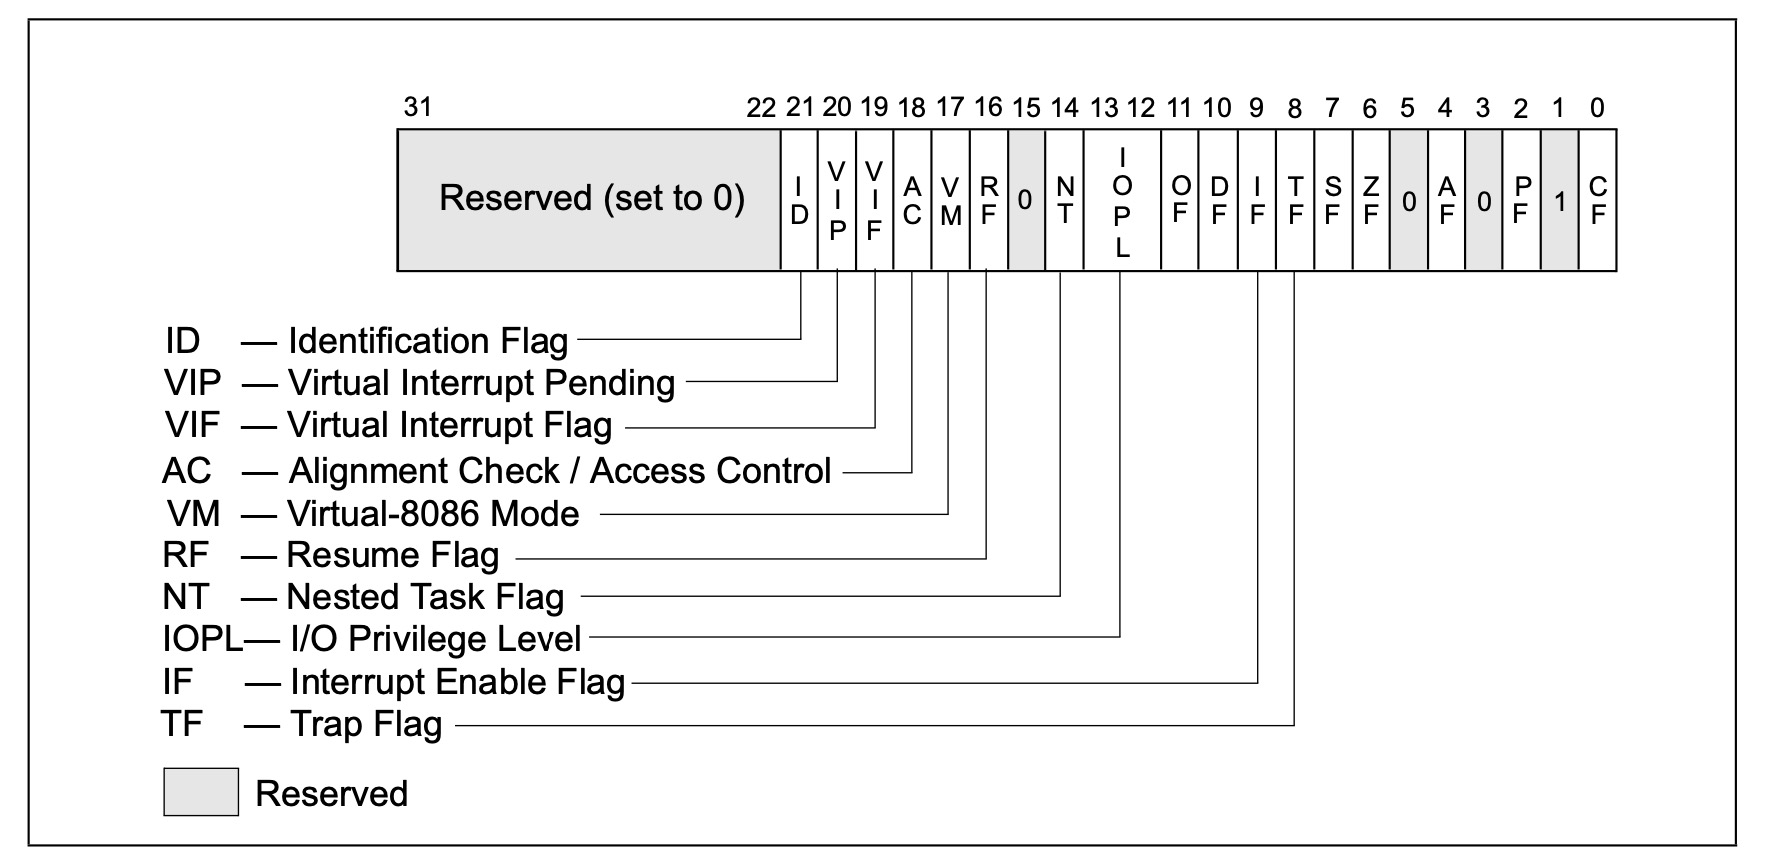 31 22 21 20 19 18 17 16 15 14 13 12 11 10 9 8 7 6 5 4 3 2 1 0
Reserved (set to 0) ID VIP VIF AC VM RF 0 NT IOPL OF DF IF TF SF ZF 0 AF 0 PF 1 CF
ID — Identification Flag
VIP — Virtual Interrupt Pending
VIF — Virtual Interrupt Flag
AC — Alignment Check / Access Control
VM — Virtual-8086 Mode
RF — Resume Flag
NT — Nested Task Flag
IOPL— I/O Privilege Level
IF — Interrupt Enable Flag
TF — Trap Flag
Reserved